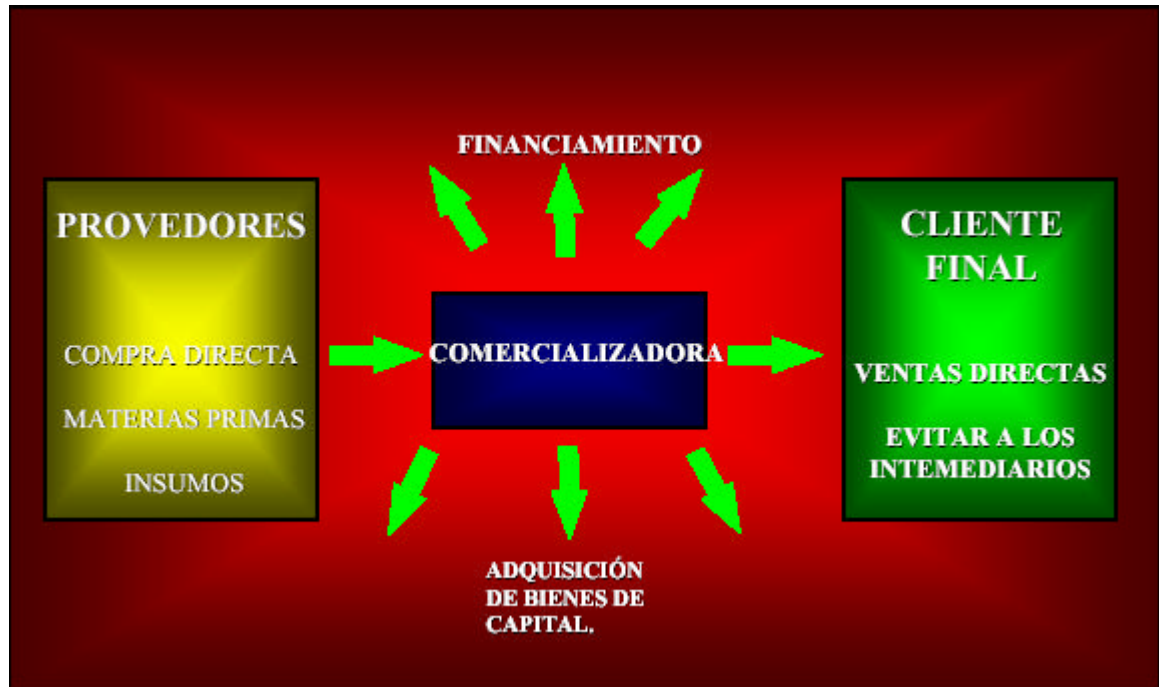 FINANCIAMIENTO
PROVEDORES
COMPRA DIRECTA
MATERIAS PRIMAS
INSUMOS
COMERCIALIZADORA
CLIENTE
FINAL
VENTAS DIRECTAS
EVITAR A LOS
INTEMEDIARIOS
ADQUISICIÓN
DE BIENES DE
CAPITAL.